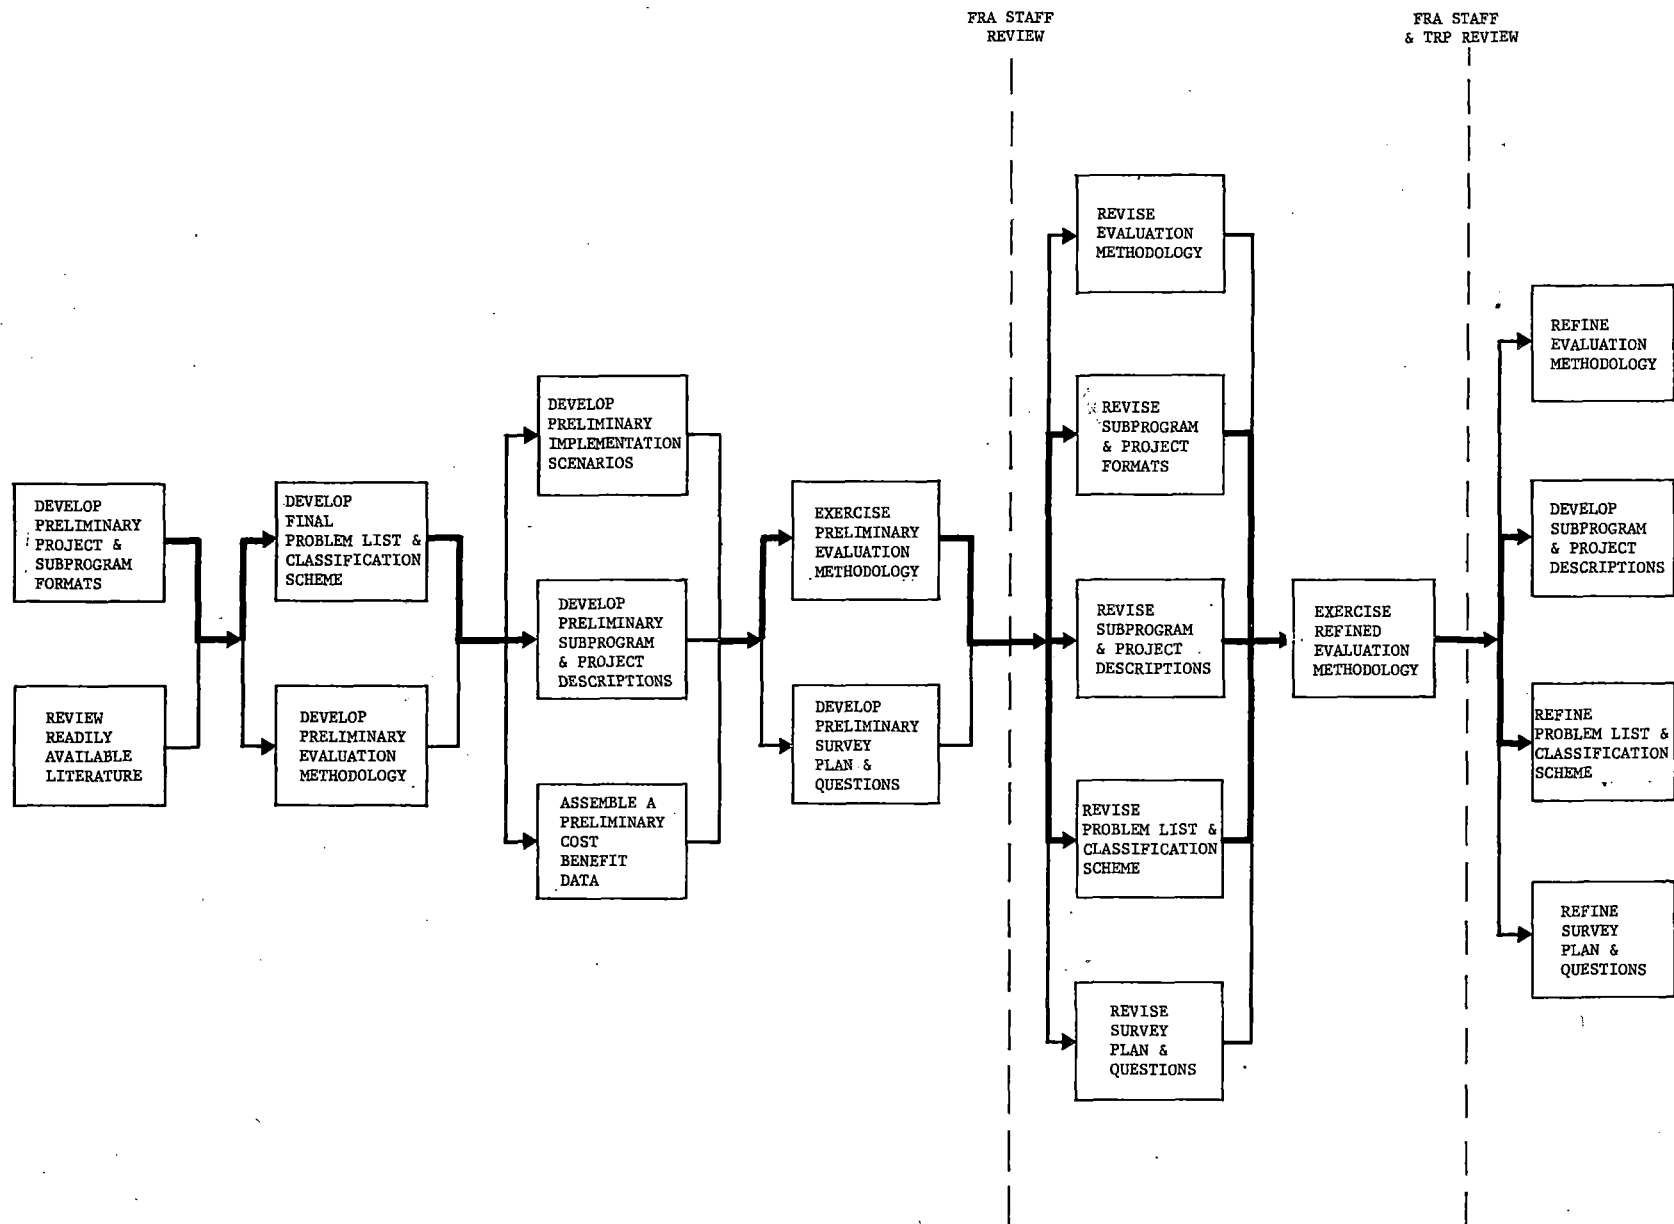 FRA STAFF
REVIEW
FRA STAFF
& TRP REVIEW
DEVELOP
PRELIMINARY
PROJECT &
SUBPROGRAM
FORMATS
REVIEW
READILY
AVAILABLE
LITERATURE
DEVELOP
FINAL
PROBLEM LIST &
CLASSIFICATION
SCHEME
DEVELOP
PRELIMINARY
EVALUATION
METHODOLOGY
DEVELOP
PRELIMINARY
IMPLEMENTATION
SCENARIOS
DEVELOP
PRELIMINARY
SUBPROGRAM
& PROJECT
DESCRIPTIONS
ASSEMBLE A
PRELIMINARY
COST
BENEFIT
DATA
EXERCISE
PRELIMINARY
EVALUATION
METHODOLOGY
DEVELOP
PRELIMINARY
SURVEY
PLAN &
QUESTIONS
REVISE
EVALUATION
METHODOLOGY
REVISE
SUBPROGRAM
& PROJECT
FORMATS
REVISE
SUBPROGRAM
& PROJECT
DESCRIPTIONS
REVISE
PROBLEM LIST &
CLASSIFICATION
SCHEME
REVISE
SURVEY
PLAN &
QUESTIONS
EXERCISE
REFINED
EVALUATION
METHODOLOGY
REFINE
EVALUATION
METHODOLOGY
DEVELOP
SUBPROGRAM
& PROJECT
DESCRIPTIONS
REFINE
PROBLEM LIST &
CLASSIFICATION
SCHEME
REFINE
SURVEY
PLAN &
QUESTIONS